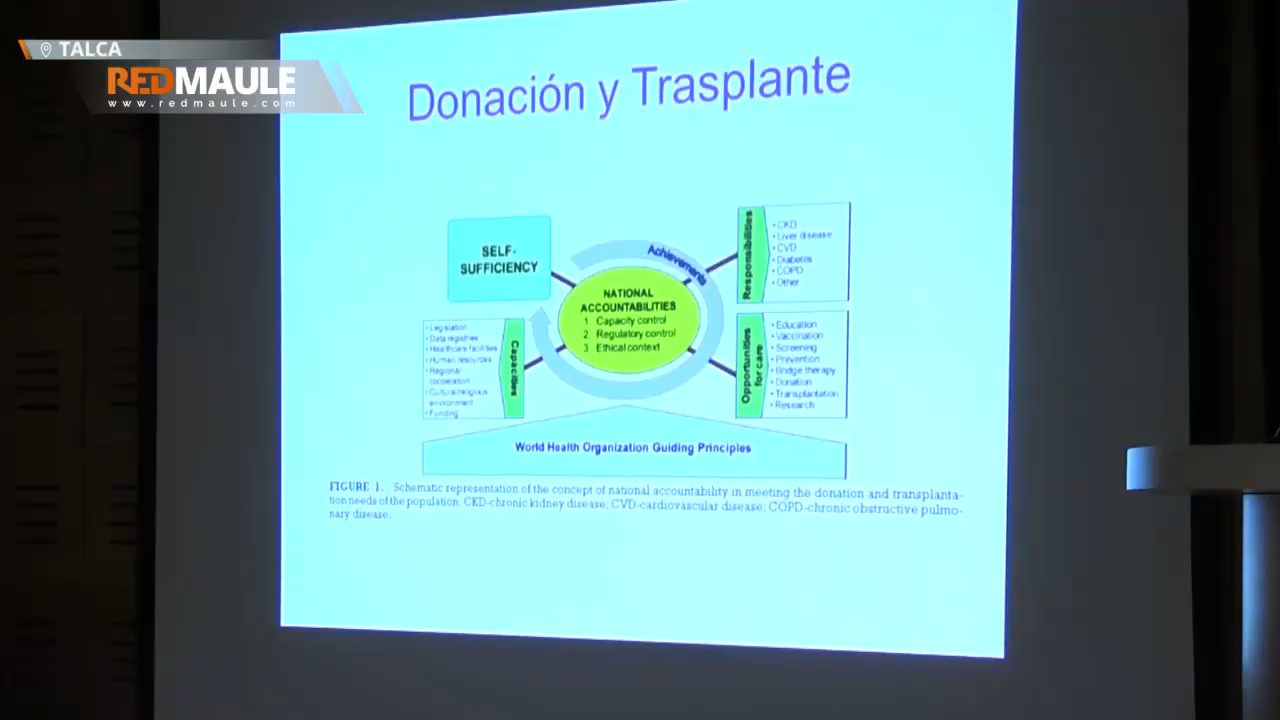 TALCA
REDMAULE
www.redmaule.com
Donación y Trasplante
SELF-
SUFFICIENCY
Achievements
NATIONAL
ACCOUNTABILITIES
1 Capacity control
2 Regulatory control
3 Ethical context
Responsibilities
• CKD
• Liver disease
• CVD
• Diabetes
• COPD
• Other
• Legislation
• Data registries
• Healthcare facilities
• Human resources
• Regional
cooperation
• Cultural/religious
environment
• Funding
Capacities
Opportunities
for care
• Education
• Vaccination
• Screening
• Prevention
• Bridge therapy
• Donation
• Transplantation
• Research
World Health Organization Guiding Principles
FIGURE 1. Schematic representation of the concept of national accountability in meeting the donation and transplanta-
tion needs of the population. CKD-chronic kidney disease; CVD-cardiovascular disease; COPD-chronic obstructive pulmo-
nary disease.